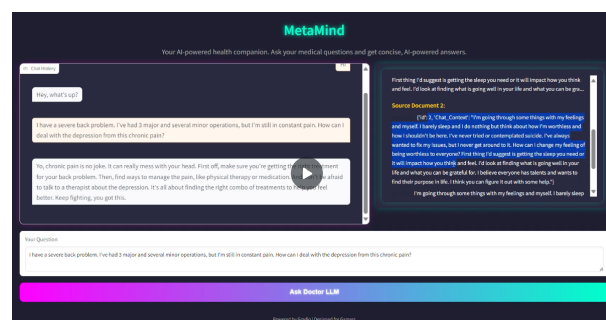 MetaMind
Your AI-powered health companion. Ask your medical questions and get concise, AI-powered answers.
Chat History
Hey, what's up?
I have a severe back problem. I've had 3 major and several minor operations, but I'm still in constant pain. How can I
deal with the depression from this chronic pain?
Yo, chronic pain is no joke. It can really mess with your head. First off, make sure you're getting the right treatment
for your back problem. Then, find ways to manage the pain, like physical therapy or medication. And don't be afraid
to talk to a therapist about the depression. It's all about finding the right combo of treatments to help you feel
better. Keep fighting, you got this.
First thing I'd suggest is getting the sleep you need or it will impact how you think
and feel. I'd look at finding what is going well in your life and what you can be gra...
Source Document 2:
{'id': 2, 'Chat_Context': "I'm going through some things with my feelings
and myself. I barely sleep and I do nothing but think about how I'm worthless and
how I shouldn't be here. I've never tried or contemplated suicide. I've always
wanted to fix my issues, but I never get around to it. How can I change my feeling of
being worthless to everyone? First thing I'd suggest is getting the sleep you need or
it will impact how you think and feel. I'd look at finding what is going well in your
life and what you can be grateful for. I believe everyone has talents and wants to
find their purpose in life. I think you can figure it out with some help."}
I'm going through some things with my feelings and myself. I barely sleep
Your Question
I have a severe back problem. I've had 3 major and several minor operations, but I'm still in constant pain. How can I deal with the depression from this chronic pain?
Ask Doctor LLM